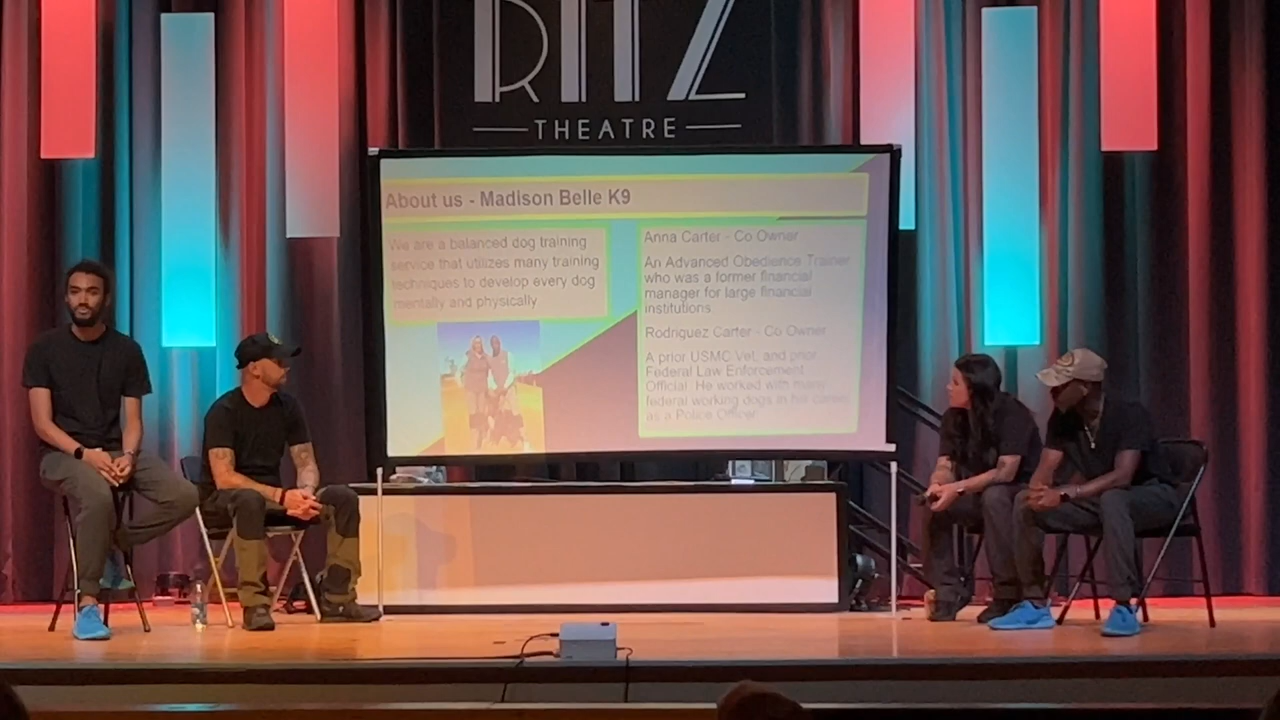 RITZ
THEATRE
About us - Madison Belle K9
We are a balanced dog training
service that utilizes many training
techniques to develop every dog
mentally and physically
Anna Carter - Co Owner
An Advanced Obedience Trainer
who was a former financial
manager for large financial
institutions
Rodriquez Carter - Co Owner
A prior USMC Vet, and prior
Federal Law Enforcement
Official. He worked with many
federal working dogs in his career
as a Police Officer